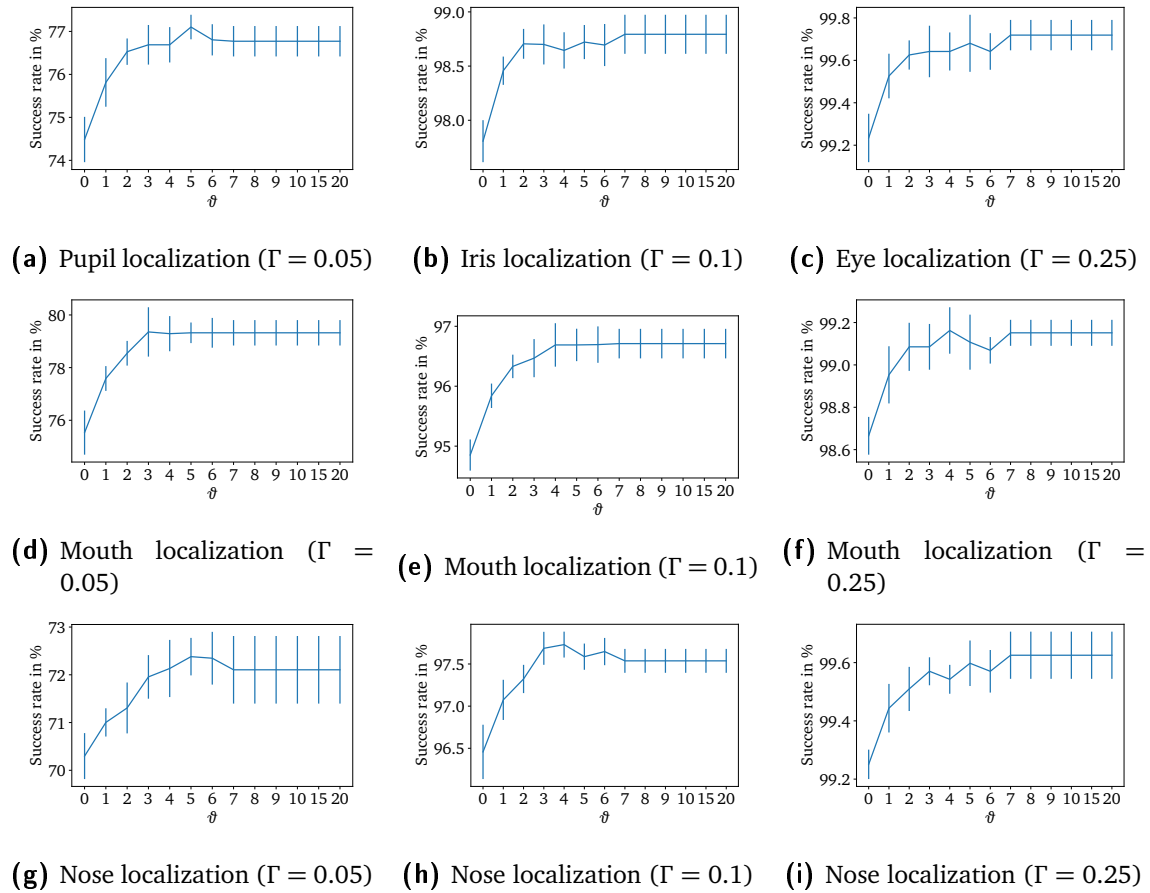 Success rate in %
77
76
75
74
0 1 2 3 4 5 6 7 8 9 10 15 20
ϑ
(a) Pupil localization (Γ = 0.05)
Success rate in %
99.0
98.5
98.0
0 1 2 3 4 5 6 7 8 9 10 15 20
ϑ
(b) Iris localization (Γ = 0.1)
Success rate in %
99.8
99.6
99.4
99.2
0 1 2 3 4 5 6 7 8 9 10 15 20
ϑ
(c) Eye localization (Γ = 0.25)
Success rate in %
80
78
76
0 1 2 3 4 5 6 7 8 9 10 15 20
ϑ
(d) Mouth localization (Γ =
0.05)
Success rate in %
97
96
95
0 1 2 3 4 5 6 7 8 9 10 15 20
ϑ
(e) Mouth localization (Γ = 0.1)
Success rate in %
99.2
99.0
98.8
98.6
0 1 2 3 4 5 6 7 8 9 10 15 20
ϑ
(f) Mouth localization (Γ =
0.25)
Success rate in %
73
72
71
70
0 1 2 3 4 5 6 7 8 9 10 15 20
ϑ
(g) Nose localization (Γ = 0.05)
Success rate in %
97.5
97.0
96.5
0 1 2 3 4 5 6 7 8 9 10 15 20
ϑ
(h) Nose localization (Γ = 0.1)
Success rate in %
99.6
99.4
99.2
0 1 2 3 4 5 6 7 8 9 10 15 20
ϑ
(i) Nose localization (Γ = 0.25)